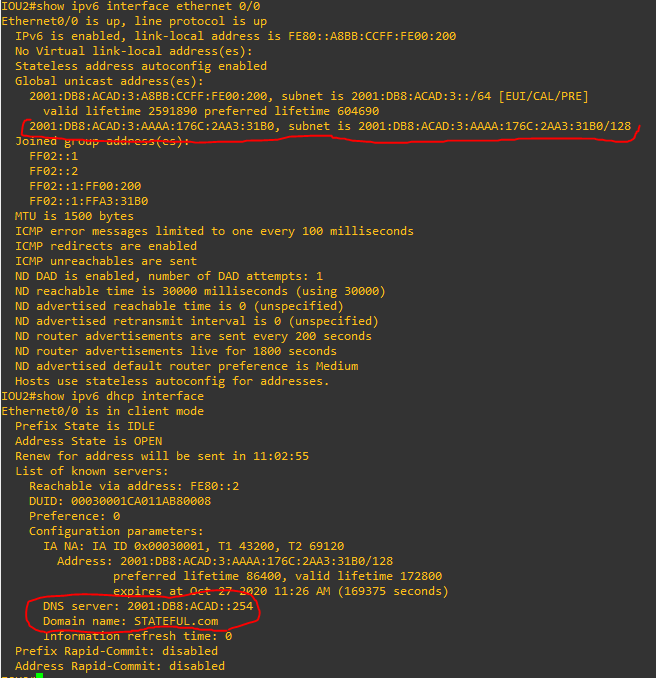 IOU2#show ipv6 interface ethernet 0/0
Ethernet0/0 is up, line protocol is up
IPv6 is enabled, link-local address is FE80::A8BB:CCFF:FE00:200
No Virtual link-local address(es):
Stateless address autoconfig enabled
Global unicast address(es):
2001:DB8:ACAD:3:A8BB:CCFF:FE00:200, subnet is 2001:DB8:ACAD:3::/64 [EUI/CAL/PRE]
valid lifetime 2591890 preferred lifetime 604690
2001:DB8:ACAD:3:AAAA:176C:2AA3:31B0, subnet is 2001:DB8:ACAD:3:AAAA:176C:2AA3:31B0/128
Joined group address(es):
FF02::1
FF02::2
FF02::1:FF00:200
FF02::1:FFA3:31B0
MTU is 1500 bytes
ICMP error messages limited to one every 100 milliseconds
ICMP redirects are enabled
ICMP unreachables are sent
ND DAD is enabled, number of DAD attempts: 1
ND reachable time is 30000 milliseconds (using 30000)
ND advertised reachable time is 0 (unspecified)
ND advertised retransmit interval is 0 (unspecified)
ND router advertisements are sent every 200 seconds
ND router advertisements live for 1800 seconds
ND advertised default router preference is Medium
Hosts use stateless autoconfig for addresses.
IOU2#show ipv6 dhcp interface
Ethernet0/0 is in client mode
Prefix State is IDLE
Address State is OPEN
Renew for address will be sent in 11:02:55
List of known servers:
Reachable via address: FE80::2
DUID: 00030001CA011AB80008
Preference: 0
Configuration parameters:
IA NA: IA ID 0x00030001, T1 43200, T2 69120
Address: 2001:DB8:ACAD:3:AAAA:176C:2AA3:31B0/128
preferred lifetime 86400, valid lifetime 172800
expires at Oct 27 2020 11:26 AM (169375 seconds)
DNS server: 2001:DB8:ACAD::254
Domain name: STATEFUL.com
Information refresh time: 0
Prefix Rapid-Commit: disabled
Address Rapid-Commit: disabled